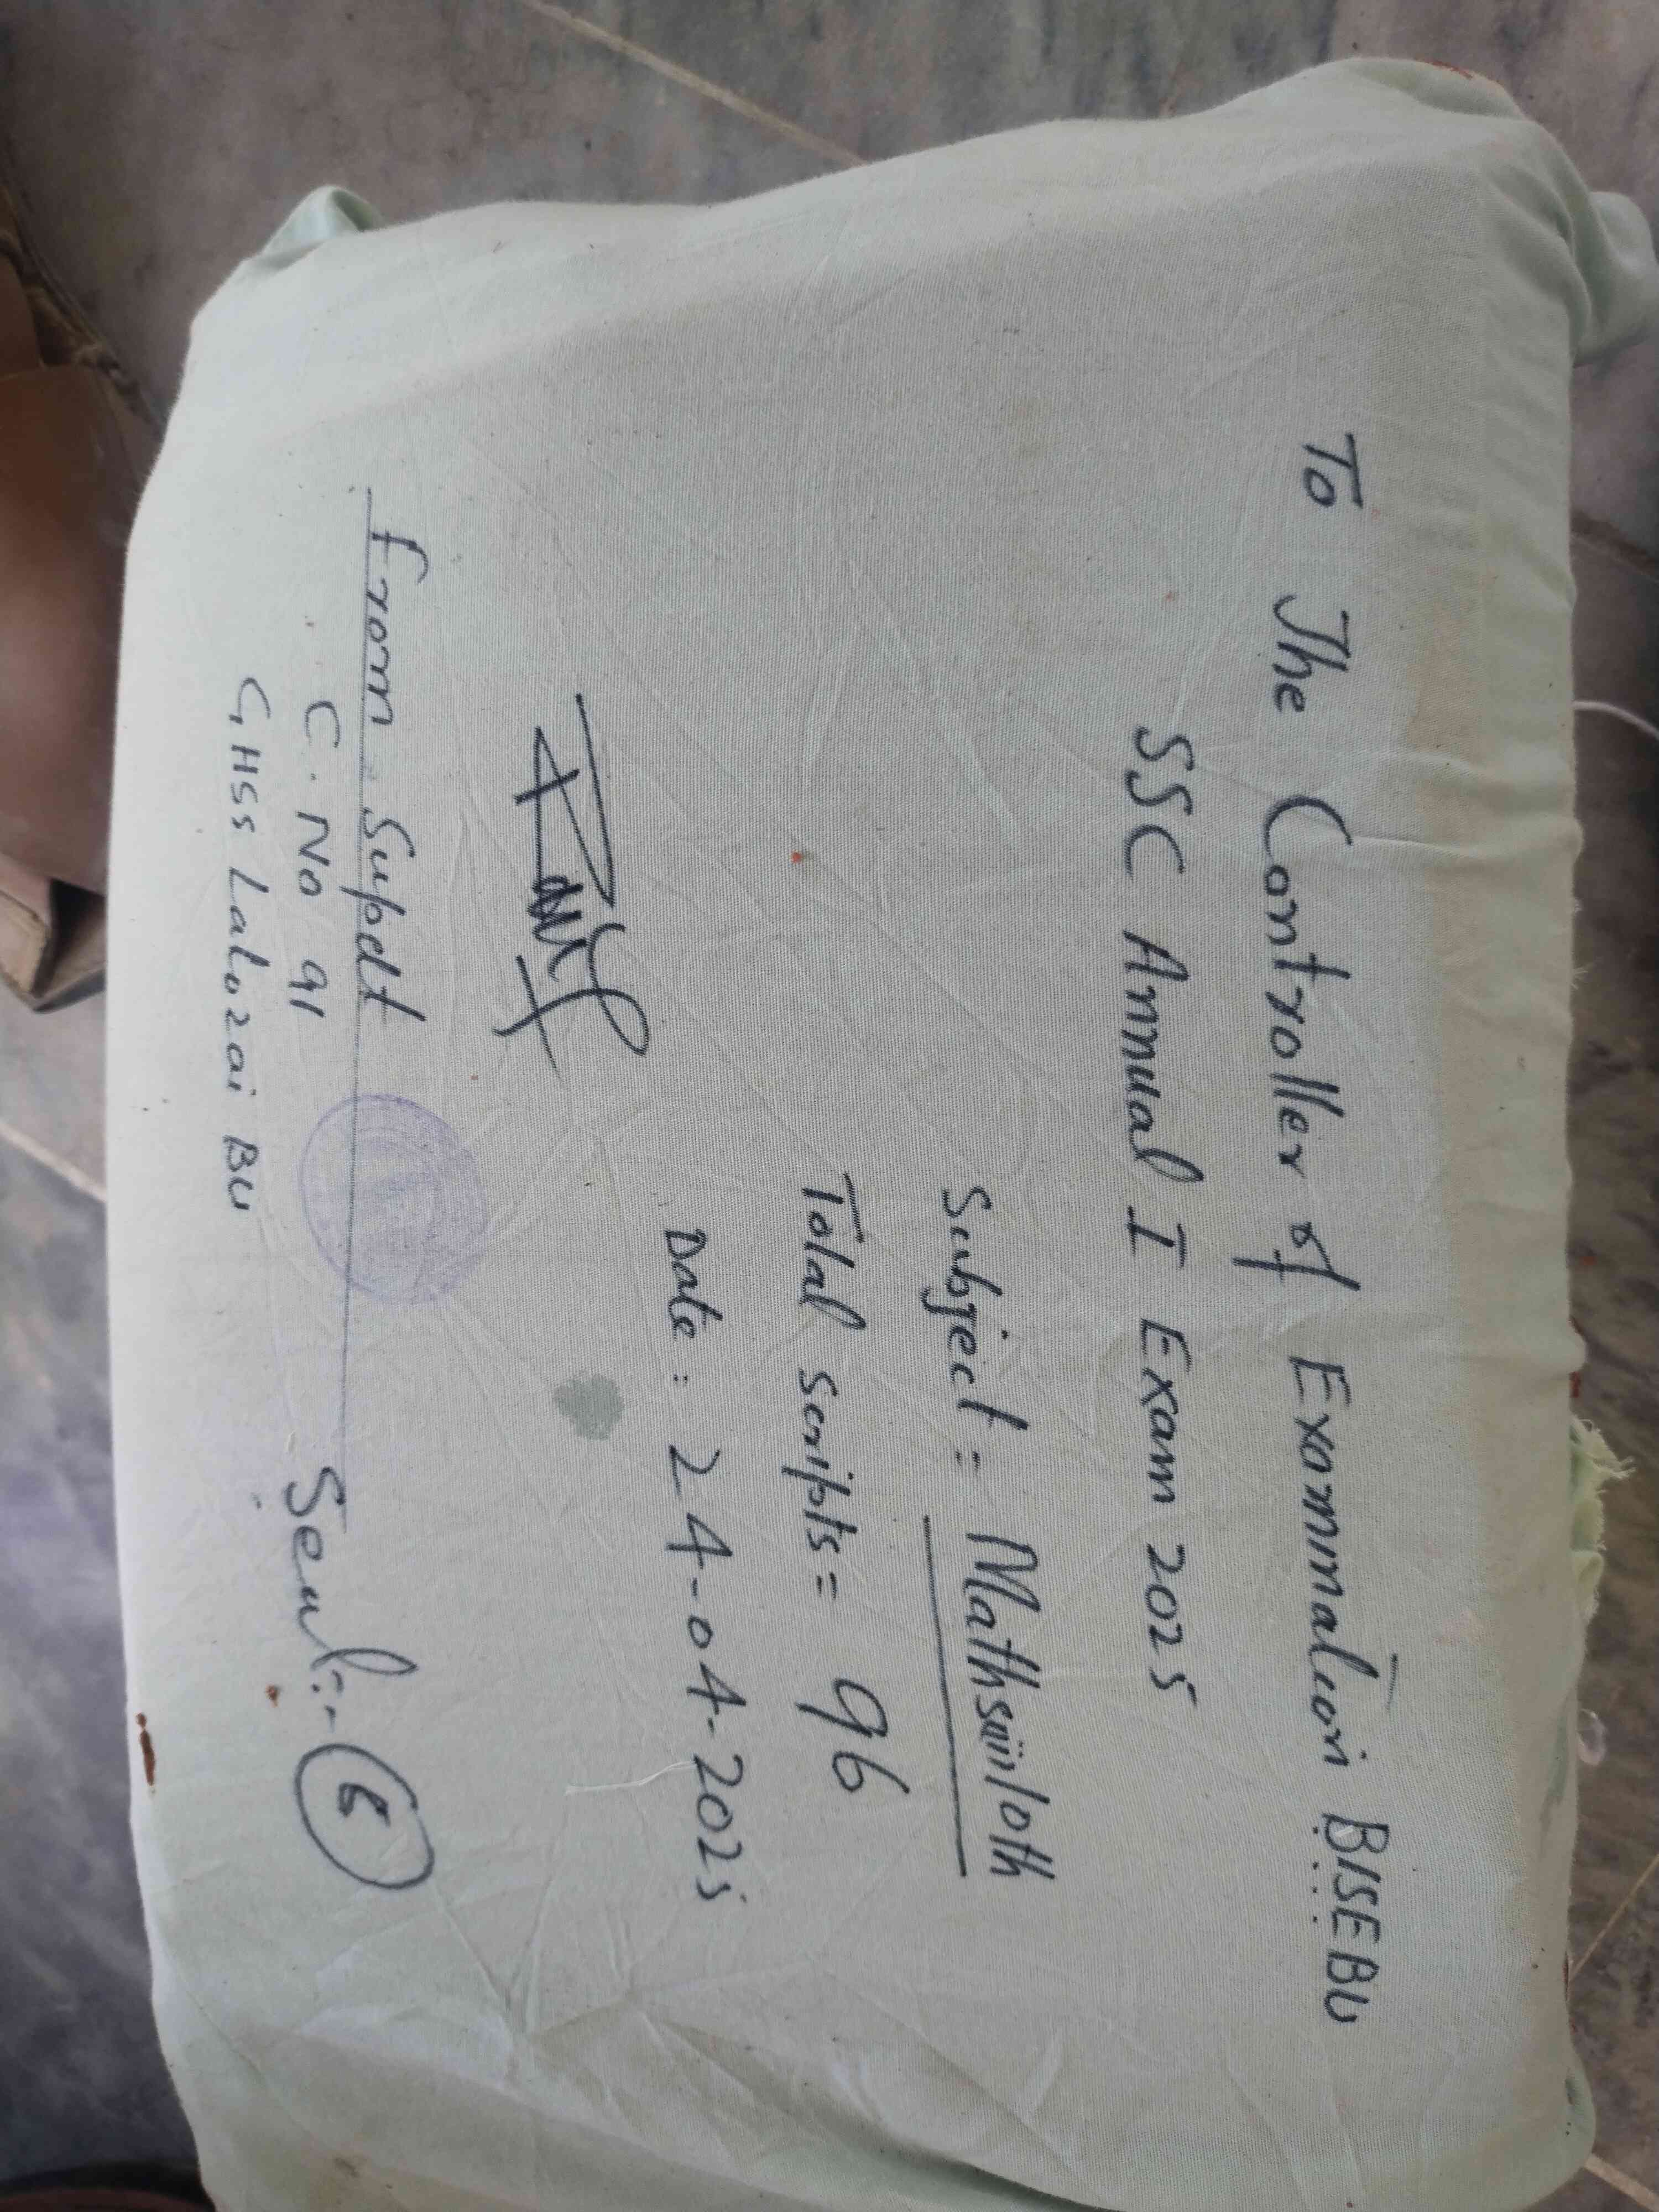 To The Controller of Examination BISEBU
SSC Annual I Exam 2025
Subject = Maths 10th
Total Scripts = 96
Date: 24-04-2025
From Supdt
C. No 91
GHSS Lalozai BU
Seal:-